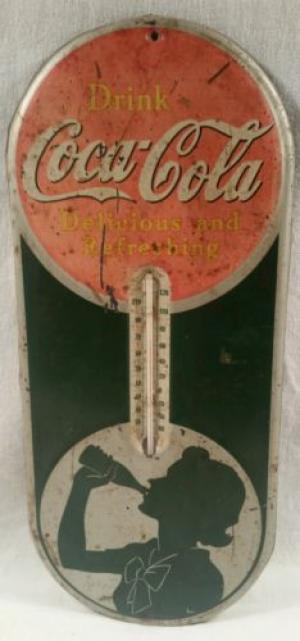 Drink
Coca-Cola
Delicious and
Refreshing